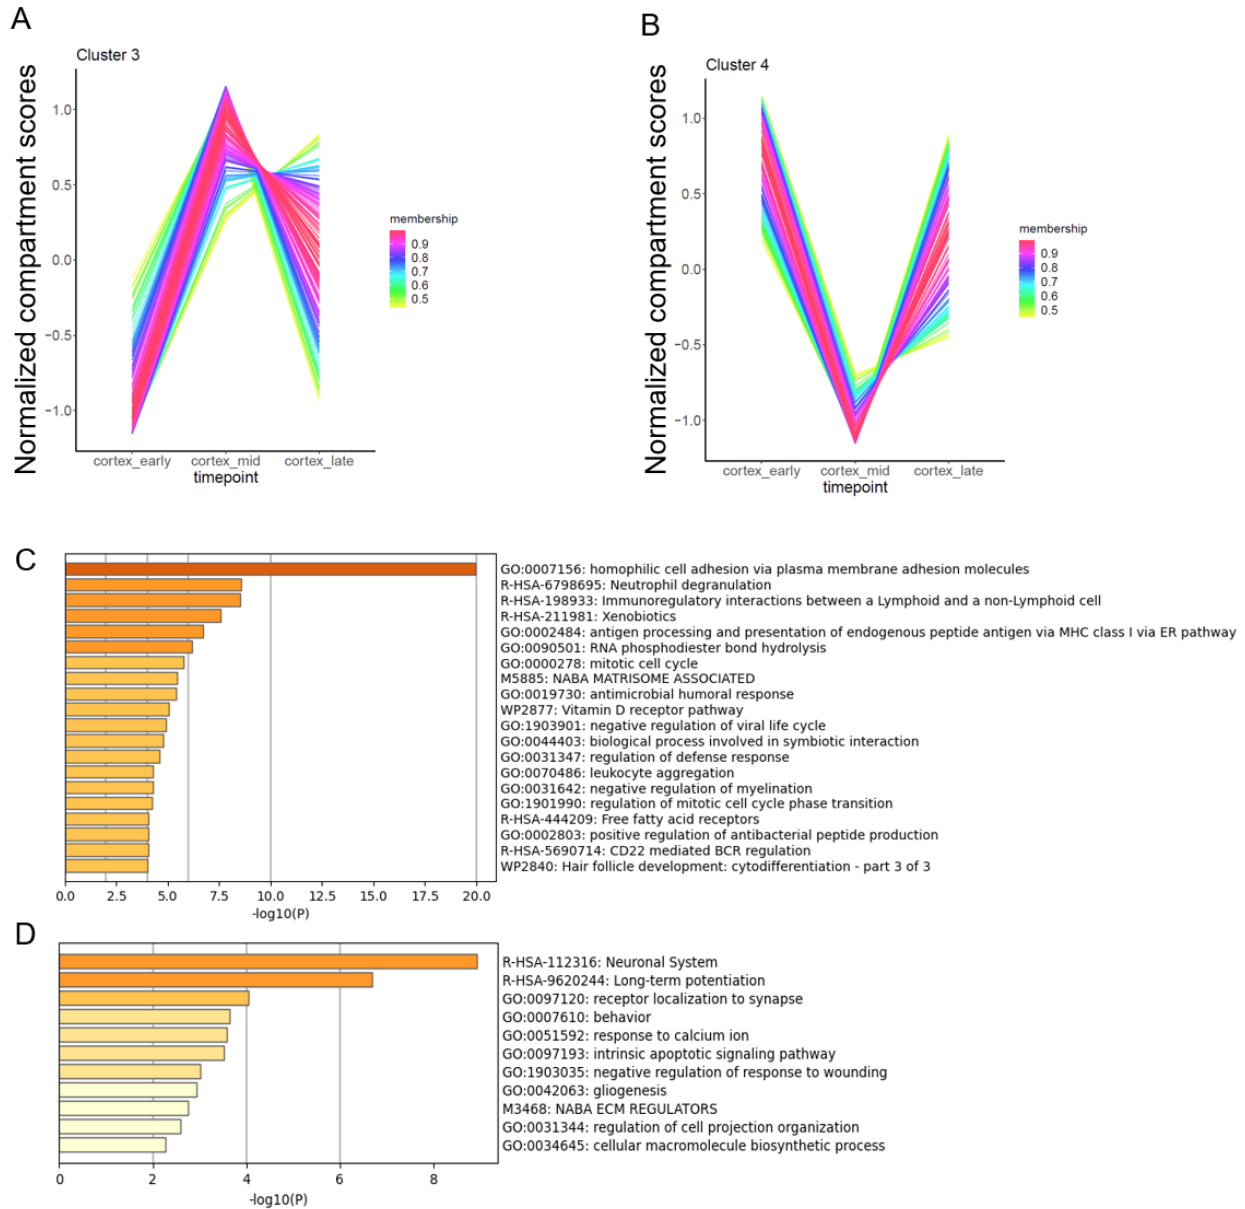 A
Cluster 3
Normalized compartment scores
1.0
0.5
0.0
−0.5
−1.0
cortex_early cortex_mid cortex_late
timepoint
membership
0.9
0.8
0.7
0.6
0.5
B
Cluster 4
Normalized compartment scores
1.0
0.5
0.0
−0.5
−1.0
cortex_early cortex_mid cortex_late
timepoint
membership
0.9
0.8
0.7
0.6
0.5
C
GO:0007156: homophilic cell adhesion via plasma membrane adhesion molecules
R-HSA-6798695: Neutrophil degranulation
R-HSA-198933: Immunoregulatory interactions between a Lymphoid and a non-Lymphoid cell
R-HSA-211981: Xenobiotics
GO:0002484: antigen processing and presentation of endogenous peptide antigen via MHC class I via ER pathway
GO:0090501: RNA phosphodiester bond hydrolysis
GO:0000278: mitotic cell cycle
M5885: NABA MATRISOME ASSOCIATED
GO:0019730: antimicrobial humoral response
WP2877: Vitamin D receptor pathway
GO:1903901: negative regulation of viral life cycle
GO:0044403: biological process involved in symbiotic interaction
GO:0031347: regulation of defense response
GO:0070486: leukocyte aggregation
GO:0031642: negative regulation of myelination
GO:1901990: regulation of mitotic cell cycle phase transition
R-HSA-444209: Free fatty acid receptors
GO:0002803: positive regulation of antibacterial peptide production
R-HSA-5690714: CD22 mediated BCR regulation
WP2840: Hair follicle development: cytodifferentiation - part 3 of 3
0.0 2.5 5.0 7.5 10.0 12.5 15.0 17.5 20.0
-log10(P)
D
R-HSA-112316: Neuronal System
R-HSA-9620244: Long-term potentiation
GO:0097120: receptor localization to synapse
GO:0007610: behavior
GO:0051592: response to calcium ion
GO:0097193: intrinsic apoptotic signaling pathway
GO:1903035: negative regulation of response to wounding
GO:0042063: gliogenesis
M3468: NABA ECM REGULATORS
GO:0031344: regulation of cell projection organization
GO:0034645: cellular macromolecule biosynthetic process
0 2 4 6 8
-log10(P)